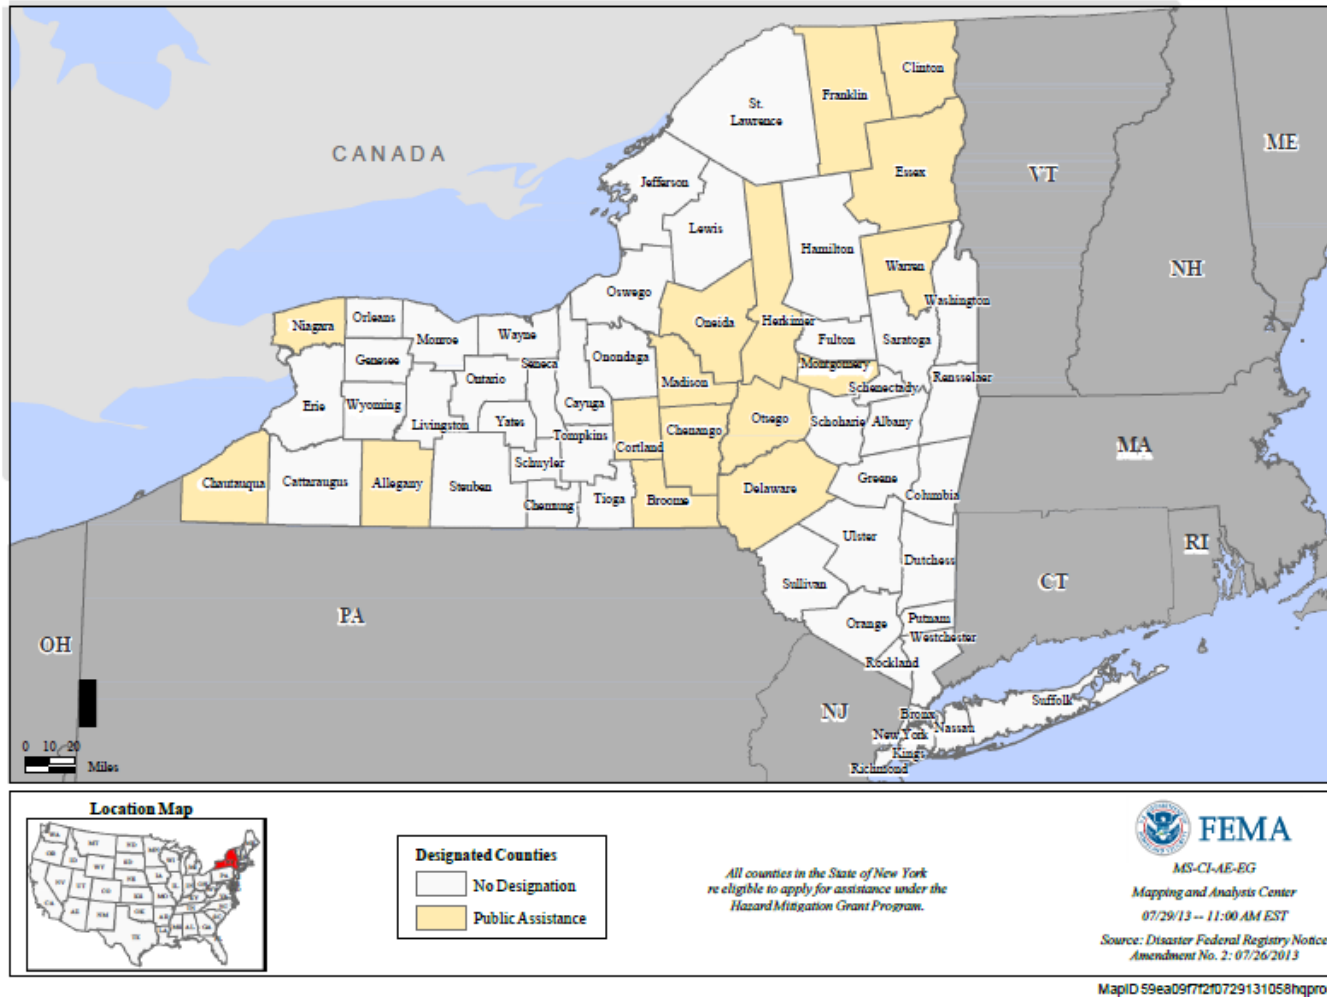 CANADA
ME
VT
NH
MA
RI
CT
NJ
PA
OH
Clinton
Franklin
St.
Lawrence
Essex
Jefferson
Lewis
Hamilton
Warren
Washington
Oswego
Oneida
Herkimer
Fulton
Saratoga
Niagara
Orleans
Monroe
Wayne
Genesee
Seneca
Onondaga
Madison
Montgomery
Schenectady
Rensselaer
Ontario
Erie
Wyoming
Livingston
Yates
Cayuga
Cortland
Chenango
Otsego
Schoharie
Albany
Tompkins
Schuyler
Chautauqua
Cattaraugus
Allegany
Steuben
Chemung
Tioga
Broome
Delaware
Greene
Columbia
Ulster
Dutchess
Sullivan
Orange
Putnam
Westchester
Rockland
Suffolk
Bronx
Nassau
New York
Kings
Richmond
0 10 20
Miles
Location Map
Designated Counties
No Designation
Public Assistance
All counties in the State of New York
re eligible to apply for assistance under the
Hazard Mitigation Grant Program.
FEMA
MS-CI-AE-EG
Mapping and Analysis Center
07/29/13 -- 11:00 AM EST
Source: Disaster Federal Registry Notice
Amendment No. 2: 07/26/2013
MapID 59ea09f7f2f0729131058hqpro